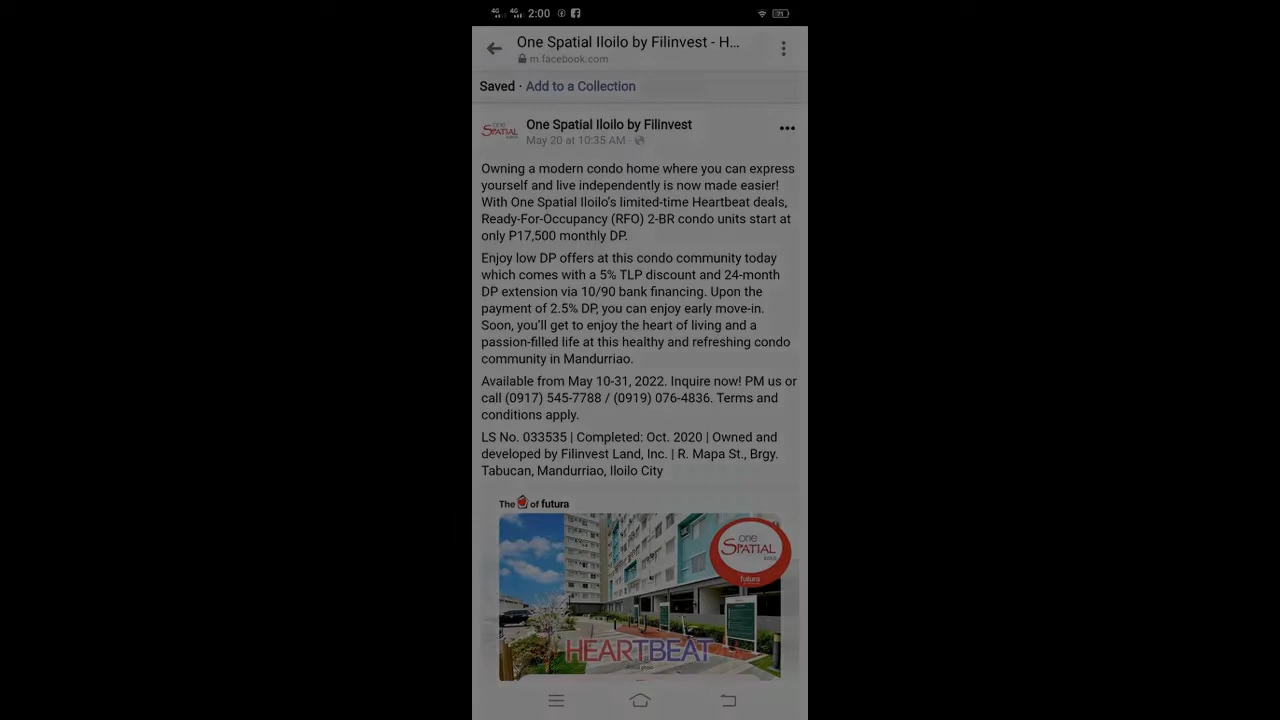 4G 4G 2:00 71
One Spatial Iloilo by Filinvest - H...
m.facebook.com
Saved · Add to a Collection
one SPATIAL
One Spatial Iloilo by Filinvest
May 20 at 10:35 AM ·
Owning a modern condo home where you can express
yourself and live independently is now made easier!
With One Spatial Iloilo's limited-time Heartbeat deals,
Ready-For-Occupancy (RFO) 2-BR condo units start at
only P17,500 monthly DP.
Enjoy low DP offers at this condo community today
which comes with a 5% TLP discount and 24-month
DP extension via 10/90 bank financing. Upon the
payment of 2.5% DP, you can enjoy early move-in.
Soon, you'll get to enjoy the heart of living and a
passion-filled life at this healthy and refreshing condo
community in Mandurriao.
Available from May 10-31, 2022. Inquire now! PM us or
call (0917) 545-7788 / (0919) 076-4836. Terms and
conditions apply.
LS No. 033535 | Completed: Oct. 2020 | Owned and
developed by Filinvest Land, Inc. | R. Mapa St., Brgy.
Tabucan, Mandurriao, Iloilo City
The of futura
one
SPATIAL
futura
HEARTBEAT